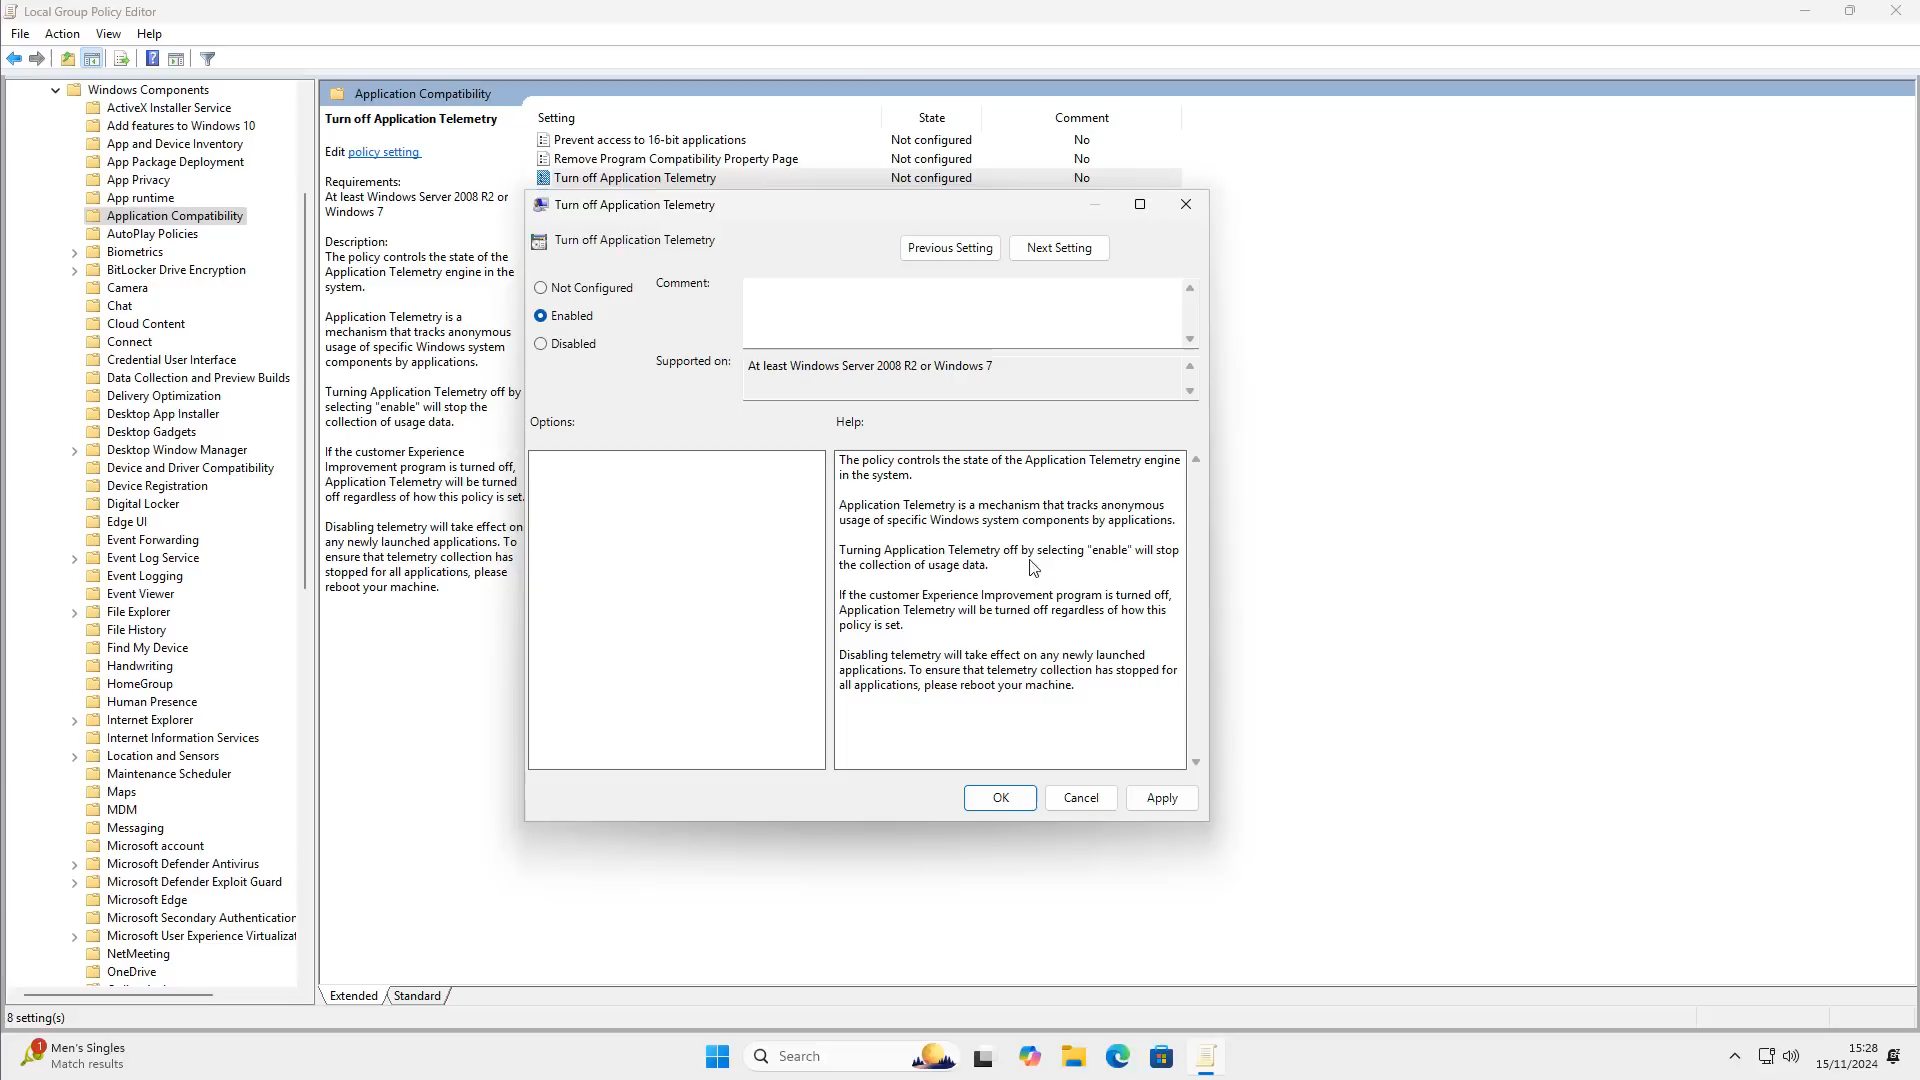 Local Group Policy Editor
File Action View Help
Windows Components
ActiveX Installer Service
Add features to Windows 10
App and Device Inventory
App Package Deployment
App Privacy
App runtime
Application Compatibility
AutoPlay Policies
Biometrics
BitLocker Drive Encryption
Camera
Chat
Cloud Content
Connect
Credential User Interface
Data Collection and Preview Builds
Delivery Optimization
Desktop App Installer
Desktop Gadgets
Desktop Window Manager
Device and Driver Compatibility
Device Registration
Digital Locker
Edge UI
Event Forwarding
Event Log Service
Event Logging
Event Viewer
File Explorer
File History
Find My Device
Handwriting
HomeGroup
Human Presence
Internet Explorer
Internet Information Services
Location and Sensors
Maintenance Scheduler
Maps
MDM
Messaging
Microsoft account
Microsoft Defender Antivirus
Microsoft Defender Exploit Guard
Microsoft Edge
Microsoft Secondary Authentication
Microsoft User Experience Virtualizat
NetMeeting
OneDrive
Application Compatibility
Turn off Application Telemetry
Edit policy setting
Requirements:
At least Windows Server 2008 R2 or
Windows 7
Description:
The policy controls the state of the
Application Telemetry engine in the
system.
Application Telemetry is a
mechanism that tracks anonymous
usage of specific Windows system
components by applications.
Turning Application Telemetry off by
selecting "enable" will stop the
collection of usage data.
If the customer Experience
Improvement program is turned off,
Application Telemetry will be turned
off regardless of how this policy is set.
Disabling telemetry will take effect on
any newly launched applications. To
ensure that telemetry collection has
stopped for all applications, please
reboot your machine.
Setting State Comment
Prevent access to 16-bit applications Not configured No
Remove Program Compatibility Property Page Not configured No
Turn off Application Telemetry Not configured No
Turn off Application Telemetry
Turn off Application Telemetry
Previous Setting Next Setting
Not Configured
Enabled
Disabled
Comment:
Supported on:
At least Windows Server 2008 R2 or Windows 7
Options:
Help:
The policy controls the state of the Application Telemetry engine
in the system.
Application Telemetry is a mechanism that tracks anonymous
usage of specific Windows system components by applications.
Turning Application Telemetry off by selecting "enable" will stop
the collection of usage data.
If the customer Experience Improvement program is turned off,
Application Telemetry will be turned off regardless of how this
policy is set.
Disabling telemetry will take effect on any newly launched
applications. To ensure that telemetry collection has stopped for
all applications, please reboot your machine.
OK Cancel Apply
Extended Standard
8 setting(s)
1
Men's Singles
Match results
Search
15:28
15/11/2024